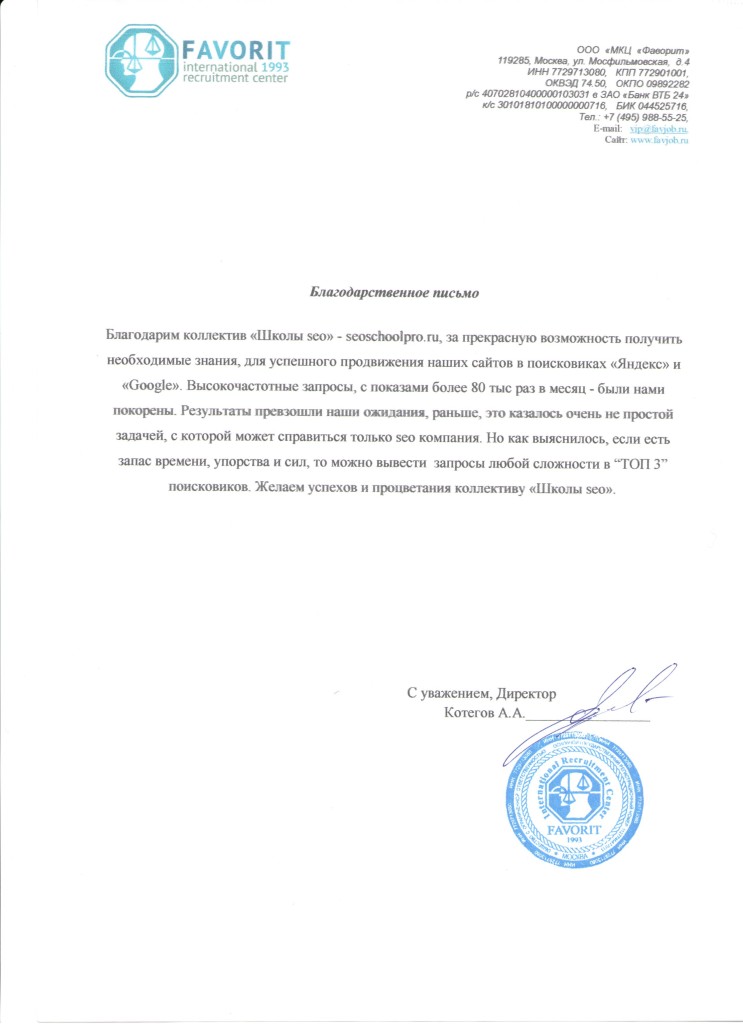 FAVORIT
international 1993
recruitment center
ООО «МКЦ «Фаворит»
119285, Москва, ул. Мосфильмовская, д.4
ИНН 7729713080, КПП 772901001,
ОКВЭД 74.50, ОКПО 09892282
р/с 40702810400000103031 в ЗАО «Банк ВТБ 24»
к/с 30101810100000000716, БИК 044525716,
Тел.: +7 (495) 988-55-25,
E-mail: vip@favjob.ru,
Сайт: www.favjob.ru
Благодарственное письмо
Благодарим коллектив «Школы seo» - seoschoolpro.ru, за прекрасную возможность получить
необходимые знания, для успешного продвижения наших сайтов в поисковиках «Яндекс» и
«Google». Высокочастотные запросы, с показами более 80 тыс раз в месяц - были нами
покорены. Результаты превзошли наши ожидания, раньше, это казалось очень не простой
задачей, с которой может справиться только seo компания. Но как выяснилось, если есть
запас времени, упорства и сил, то можно вывести запросы любой сложности в “ТОП 3”
поисковиков. Желаем успехов и процветания коллективу «Школы seo».
С уважением, Директор
Котегов А.А.
International Recruitment Center
FAVORIT
1993
МОСКВА